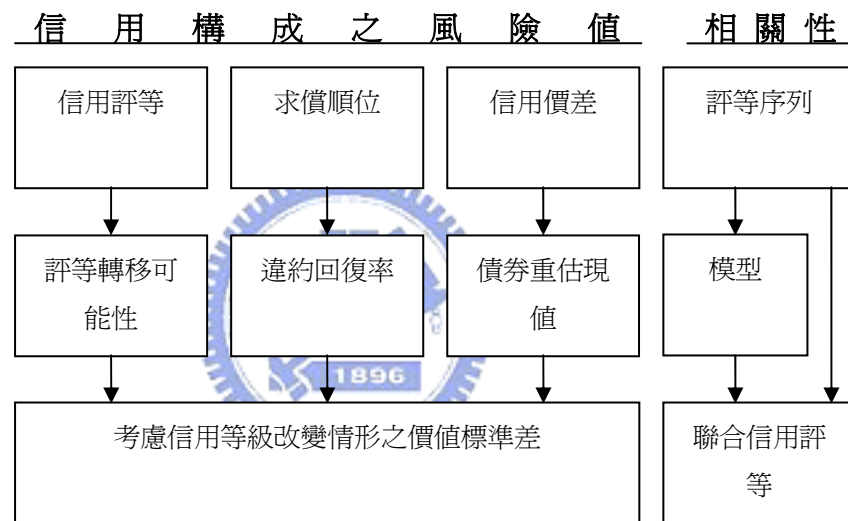 信用構成之風險值 相關性
信用評等
求償順位
信用價差
評等序列
評等轉移可
能性
違約回復率
債券重估現
值
模型
1896
考慮信用等級改變情形之價值標準差
聯合信用評
等